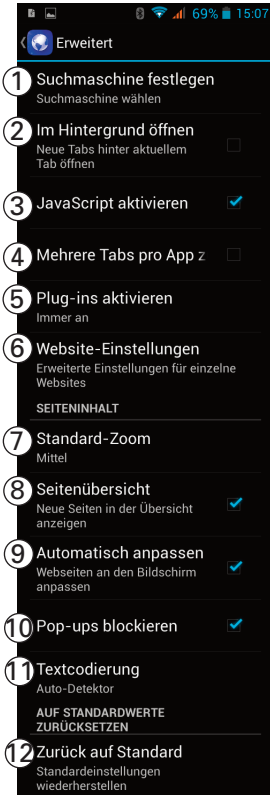 69% 15:07
Erweitert
1 Suchmaschine festlegen
Suchmaschine wählen
2 Im Hintergrund öffnen
Neue Tabs hinter aktuellem
Tab öffnen
3 JavaScript aktivieren
4 Mehrere Tabs pro App z
5 Plug-ins aktivieren
Immer an
6 Website-Einstellungen
Erweiterte Einstellungen für einzelne
Websites
SEITENINHALT
7 Standard-Zoom
Mittel
8 Seitenübersicht
Neue Seiten in der Übersicht
anzeigen
9 Automatisch anpassen
Webseiten an den Bildschirm
anpassen
10 Pop-ups blockieren
11 Textcodierung
Auto-Detektor
AUF STANDARDWERTE
ZURÜCKSETZEN
12 Zurück auf Standard
Standardeinstellungen
wiederherstellen